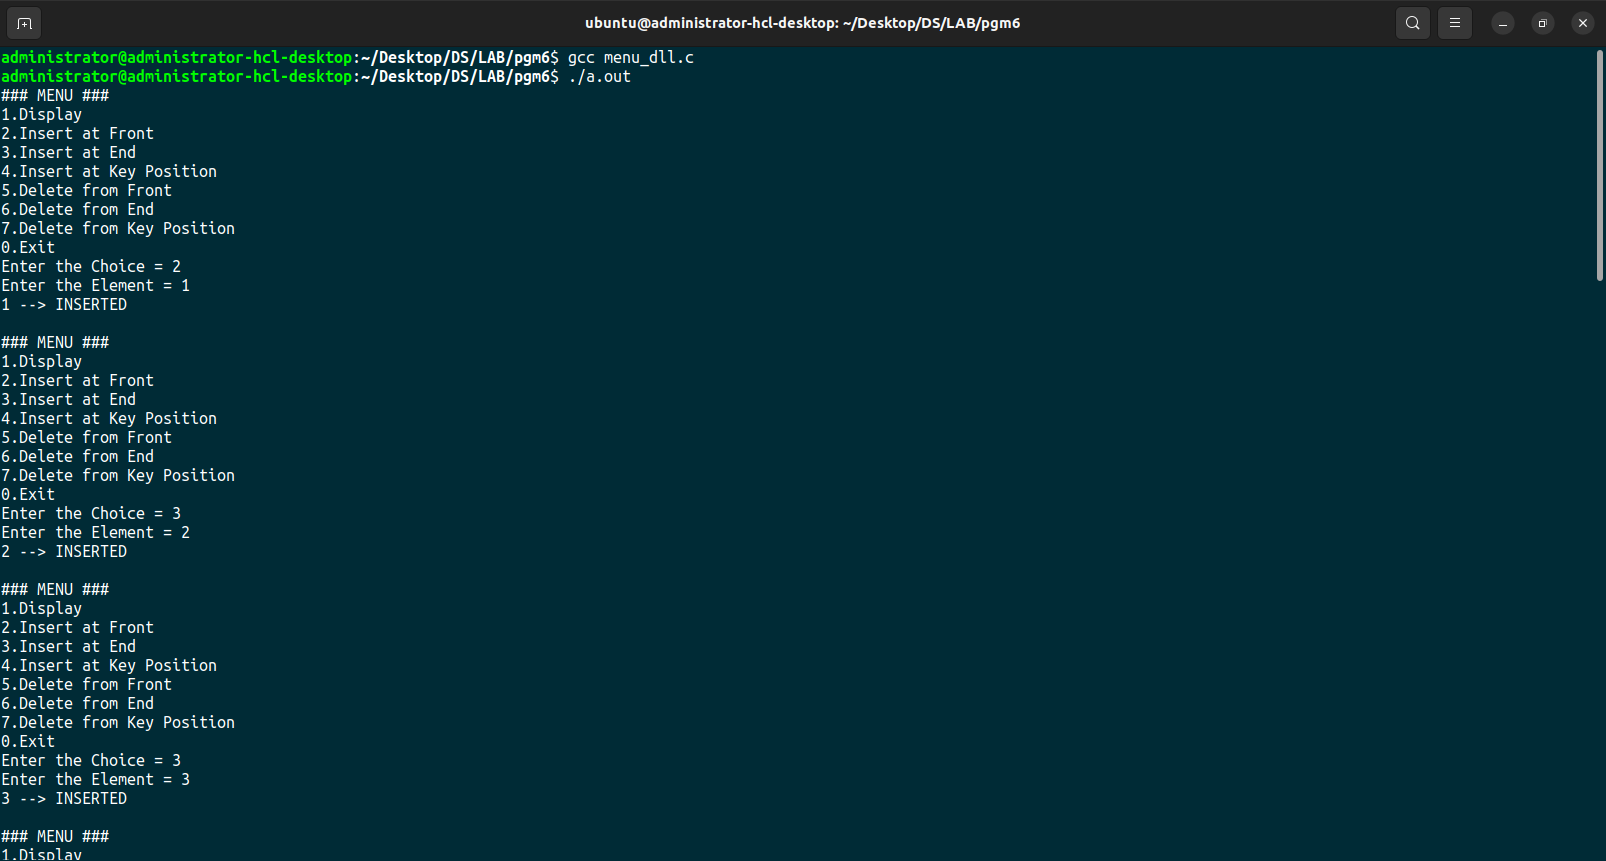 ubuntu@administrator-hcl-desktop: ~/Desktop/DS/LAB/pgm6
administrator@administrator-hcl-desktop:~/Desktop/DS/LAB/pgm6$ gcc menu_dll.c
administrator@administrator-hcl-desktop:~/Desktop/DS/LAB/pgm6$ ./a.out
### MENU ###
1.Display
2.Insert at Front
3.Insert at End
4.Insert at Key Position
5.Delete from Front
6.Delete from End
7.Delete from Key Position
0.Exit
Enter the Choice = 2
Enter the Element = 1
1 --> INSERTED

### MENU ###
1.Display
2.Insert at Front
3.Insert at End
4.Insert at Key Position
5.Delete from Front
6.Delete from End
7.Delete from Key Position
0.Exit
Enter the Choice = 3
Enter the Element = 2
2 --> INSERTED

### MENU ###
1.Display
2.Insert at Front
3.Insert at End
4.Insert at Key Position
5.Delete from Front
6.Delete from End
7.Delete from Key Position
0.Exit
Enter the Choice = 3
Enter the Element = 3
3 --> INSERTED

### MENU ###
1.Display